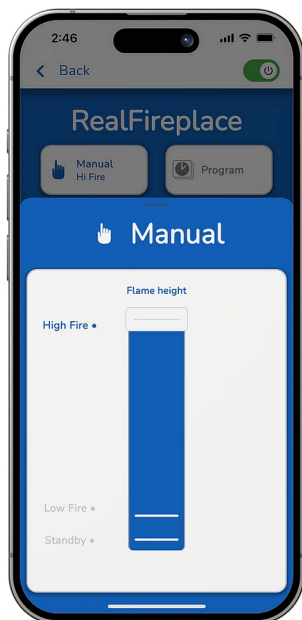 2:46
Back
RealFireplace
Manual
Hi Fire
Program
Manual
Flame height
High Fire
Low Fire
Standby